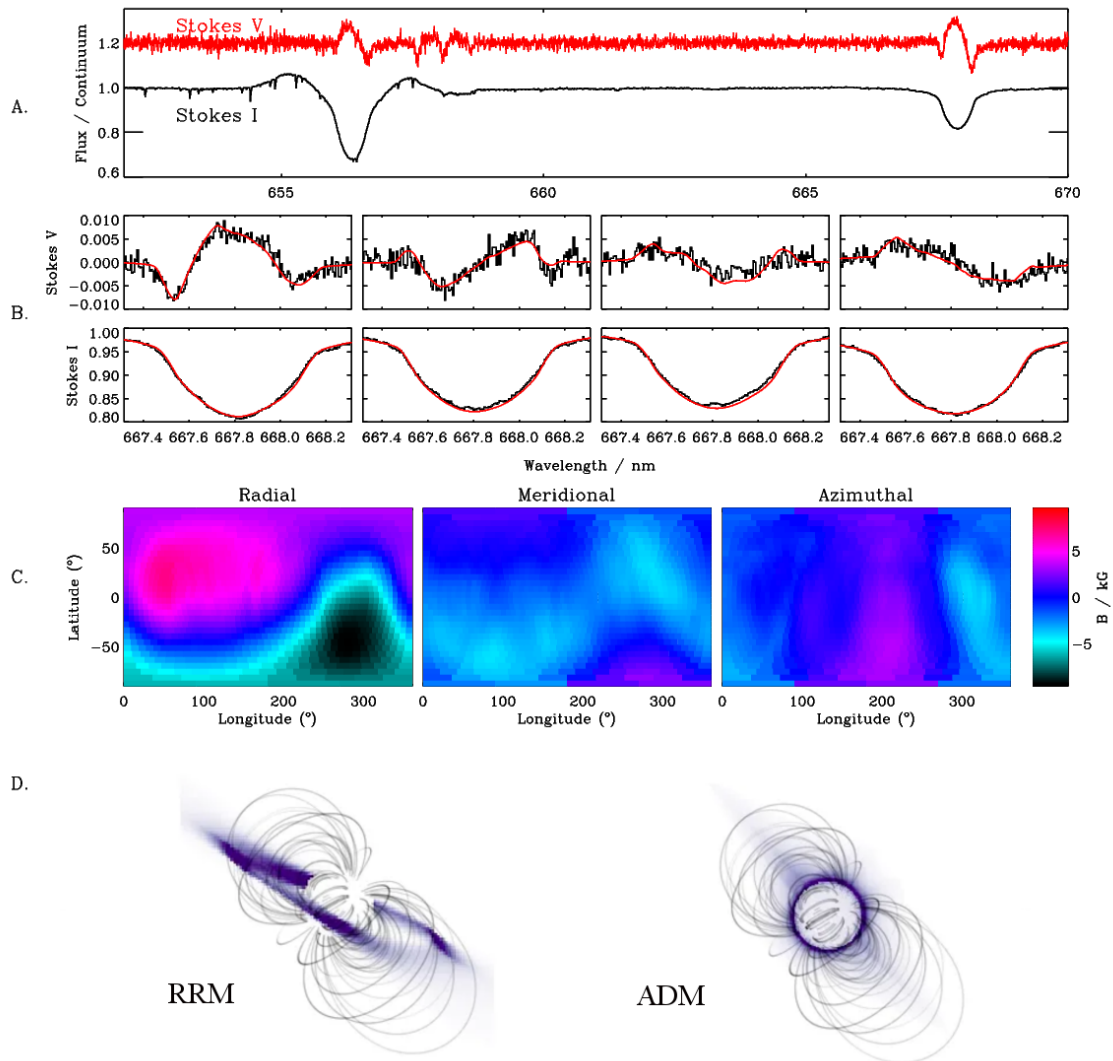 A.
Stokes V
Stokes I
Flux / Continuum
1.2
1.0
0.8
0.6
655 660 665 670
B.
Stokes V
0.010
0.005
0.000
−0.005
−0.010
Stokes I
1.00
0.95
0.90
0.85
0.80
667.4 667.6 667.8 668.0 668.2 667.4 667.6 667.8 668.0 668.2 667.4 667.6 667.8 668.0 668.2 667.4 667.6 667.8 668.0 668.2
Wavelength / nm
C.
Radial Meridional Azimuthal
Latitude (°)
50
0
−50
0 100 200 300 0 100 200 300 0 100 200 300
Longitude (°) Longitude (°) Longitude (°)
5
0
−5
B / kG
D.
RRM ADM